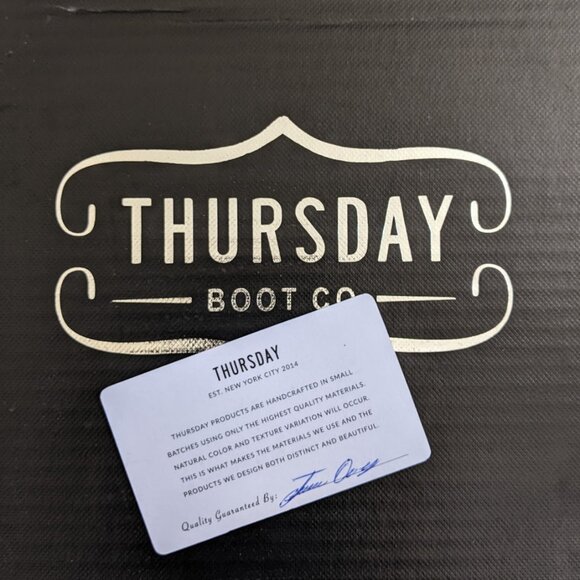 THURSDAY
BOOT CO
THURSDAY
EST. NEW YORK CITY 2014
THURSDAY PRODUCTS ARE HANDCRAFTED IN SMALL
BATCHES USING ONLY THE HIGHEST QUALITY MATERIALS.
NATURAL COLOR AND TEXTURE VARIATION WILL OCCUR.
THIS IS WHAT MAKES THE MATERIALS WE USE AND THE
PRODUCTS WE DESIGN BOTH DISTINCT AND BEAUTIFUL.
Quality Guaranteed By: